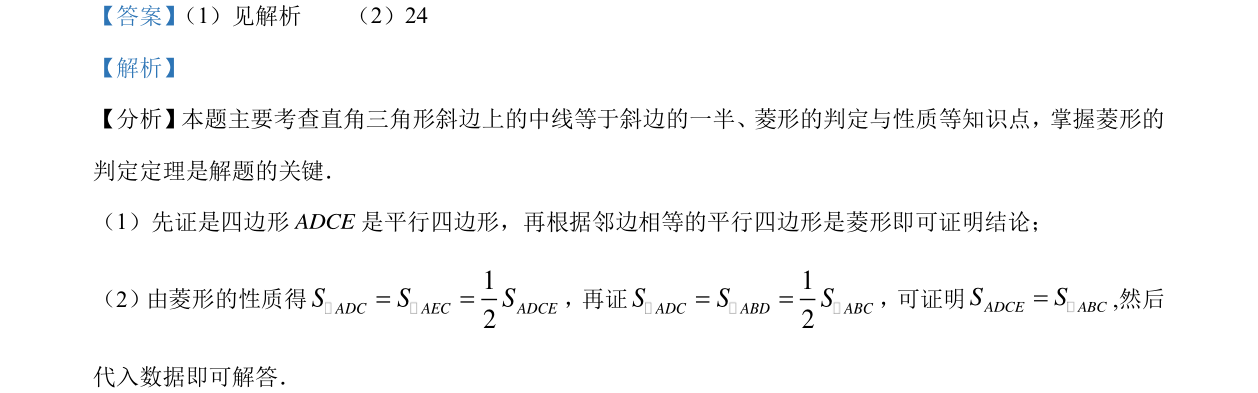 【答案】（1）见解析　　（2）24
【解析】
【分析】本题主要考查直角三角形斜边上的中线等于斜边的一半、菱形的判定与性质等知识点，掌握菱形的
判定定理是解题的关键．
（1）先证是四边形 ADCE 是平行四边形，再根据邻边相等的平行四边形是菱形即可证明结论；
（2）由菱形的性质得 S□ADC = S□AEC = 1/2 S ADCE，再证 S□ADC = S□ABD = 1/2 S□ABC，可证明 S ADCE = S□ABC ,然后
代入数据即可解答．